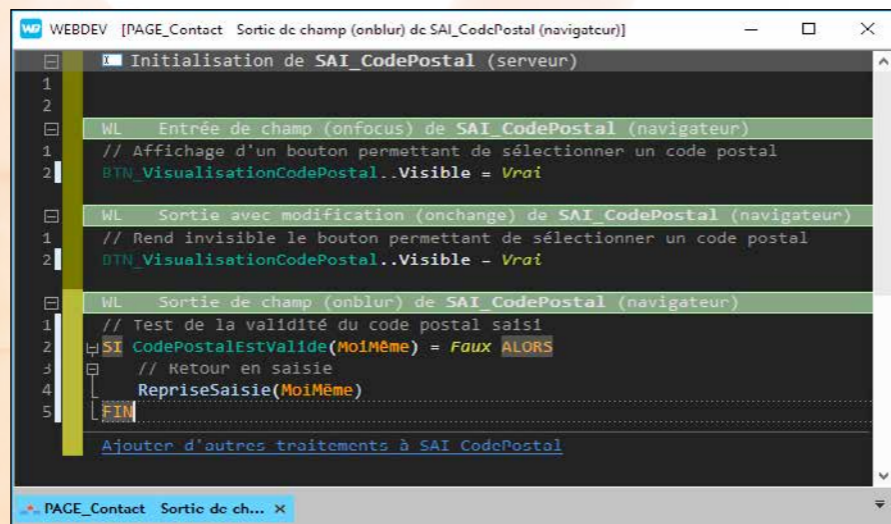 WEBDEV [PAGE_Contact Sortie de champ (onblur) de SAI_CodePostal (navigateur)]
Initialisation de SAI_CodePostal (serveur)
1
2
WL Entrée de champ (onfocus) de SAI_CodePostal (navigateur)
1 // Affichage d'un bouton permettant de sélectionner un code postal
2 BTN_VisualisationCodePostal..Visible = Vrai
WL Sortie avec modification (onchange) de SAI_CodePostal (navigateur)
1 // Rend invisible le bouton permettant de sélectionner un code postal
2 BTN_VisualisationCodePostal..Visible = Vrai
WL Sortie de champ (onblur) de SAI_CodePostal (navigateur)
1 // Test de la validité du code postal saisi
2 SI CodePostalEstValide(MoiMême) = Faux ALORS
3 // Retour en saisie
4 RepriseSaisie(MoiMême)
5 FIN
Ajouter d'autres traitements à SAI_CodePostal
PAGE_Contact Sortie de ch... ×